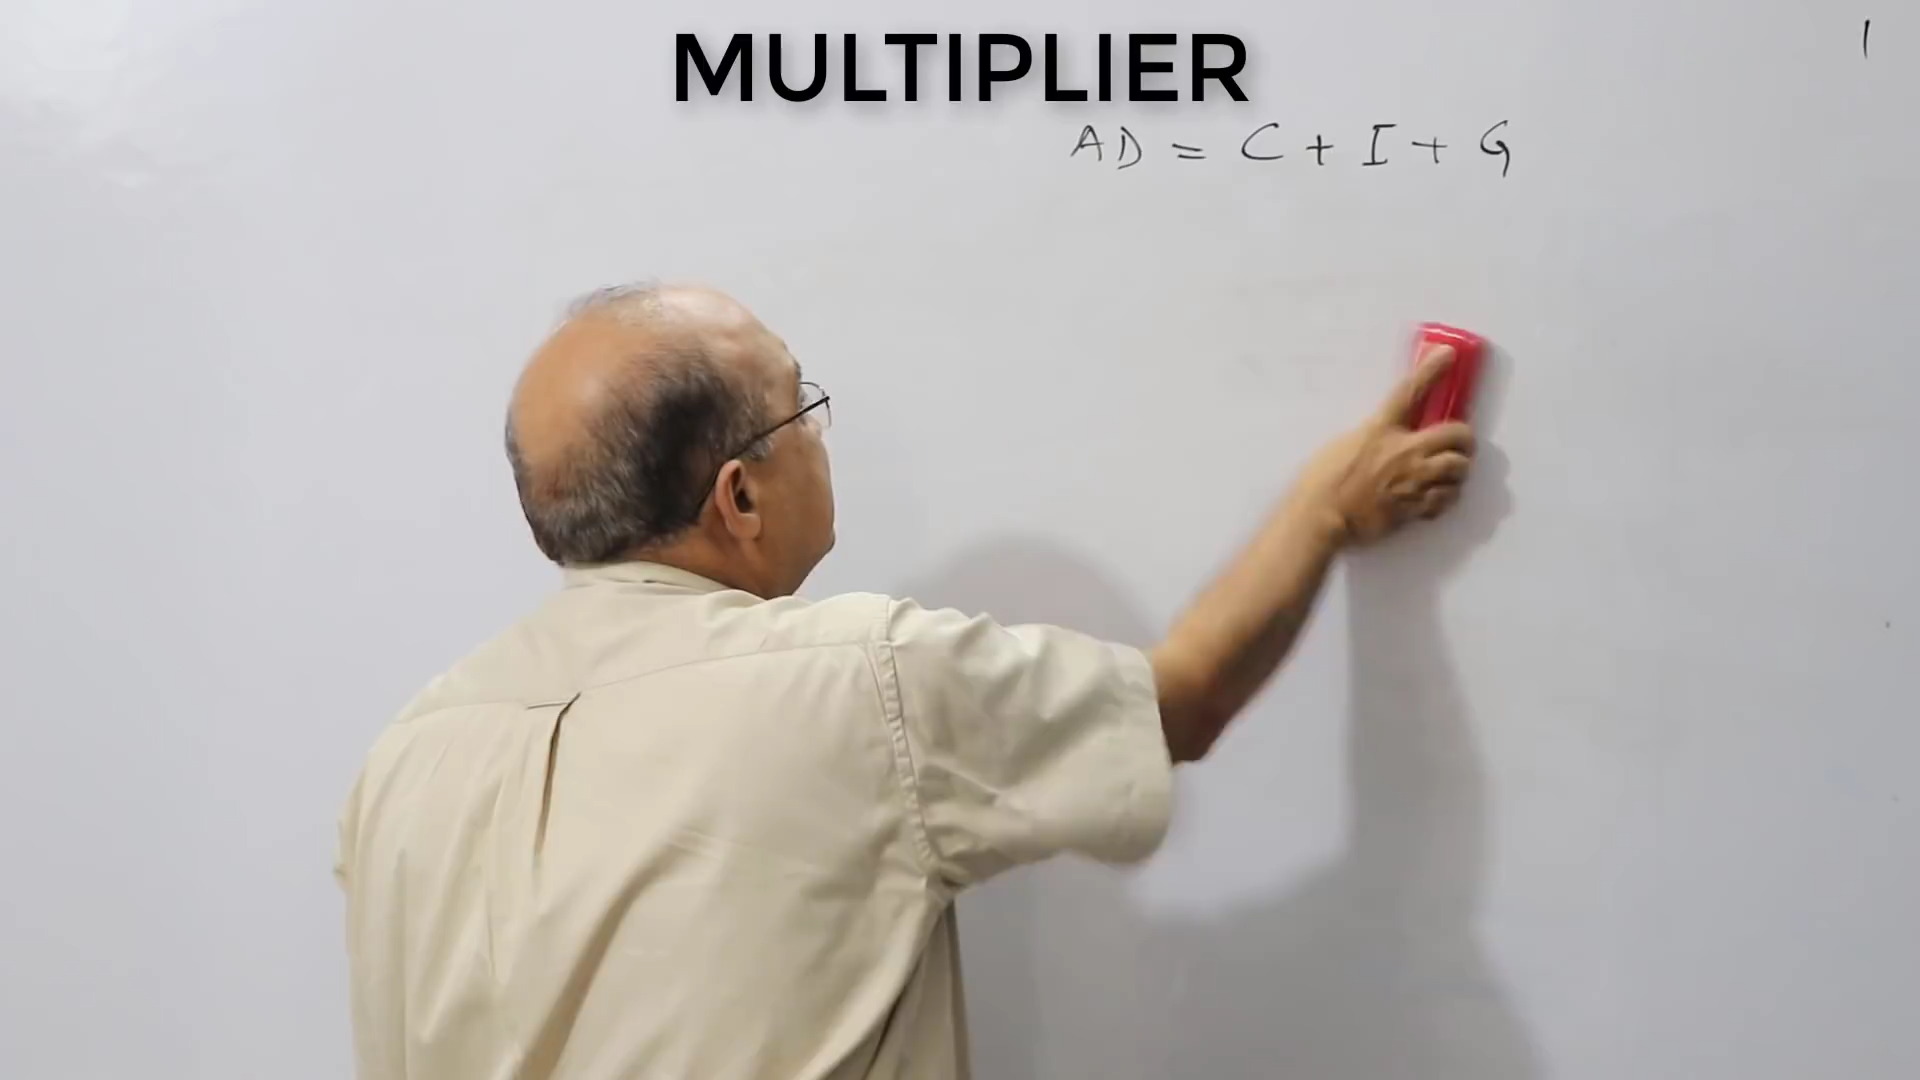 MULTIPLIER
AD = C + I + G